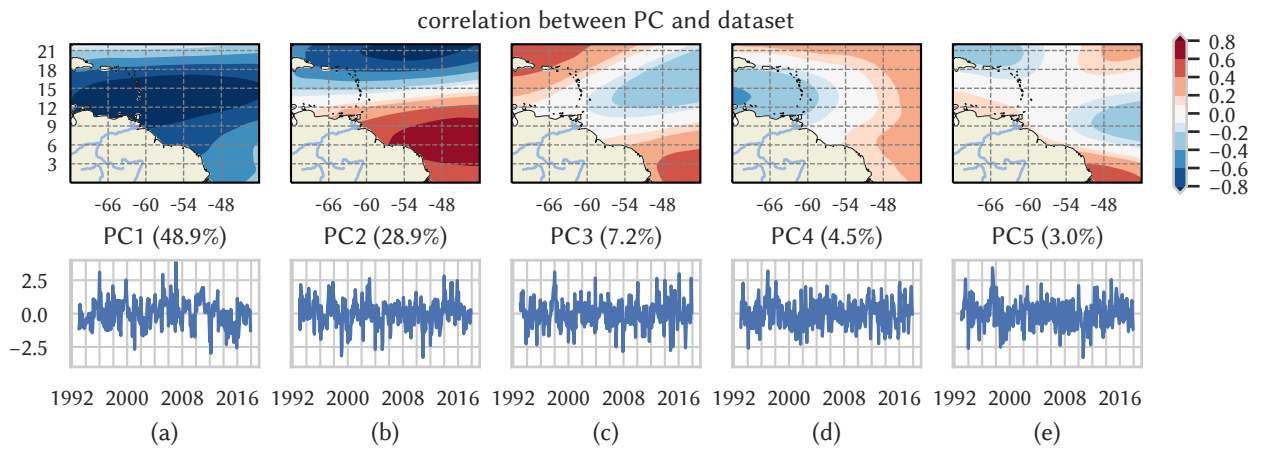 correlation between PC and dataset
21
18
15
12
9
6
3
-66 -60 -54 -48
-66 -60 -54 -48
-66 -60 -54 -48
-66 -60 -54 -48
-66 -60 -54 -48
0.8
0.6
0.4
0.2
0.0
−0.2
−0.4
−0.6
−0.8
PC1 (48.9%)
PC2 (28.9%)
PC3 (7.2%)
PC4 (4.5%)
PC5 (3.0%)
2.5
0.0
−2.5
1992 2000 2008 2016
1992 2000 2008 2016
1992 2000 2008 2016
1992 2000 2008 2016
1992 2000 2008 2016
(a)
(b)
(c)
(d)
(e)